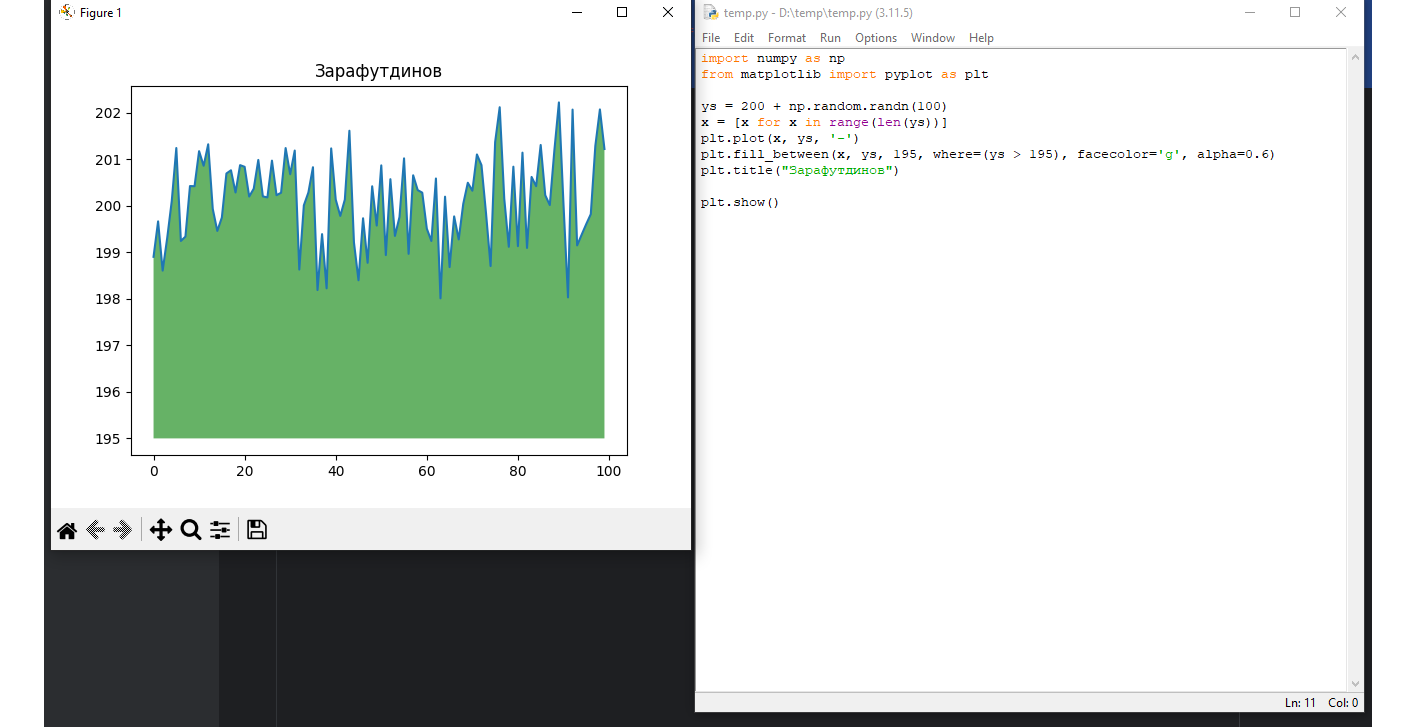 Figure 1
Зарафутдинов
202
201
200
199
198
197
196
195
0 20 40 60 80 100
temp.py - D:\temp\temp.py (3.11.5)
File Edit Format Run Options Window Help
import numpy as np
from matplotlib import pyplot as plt
ys = 200 + np.random.randn(100)
x = [x for x in range(len(ys))]
plt.plot(x, ys, '-')
plt.fill_between(x, ys, 195, where=(ys > 195), facecolor='g', alpha=0.6)
plt.title("Зарафутдинов")
plt.show()
Ln: 11 Col: 0